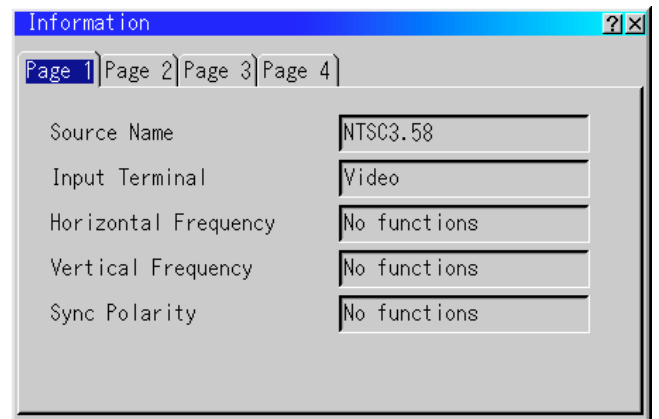 Information ? ×
Page 1 Page 2 Page 3 Page 4
Source Name NTSC3.58
Input Terminal Video
Horizontal Frequency No functions
Vertical Frequency No functions
Sync Polarity No functions